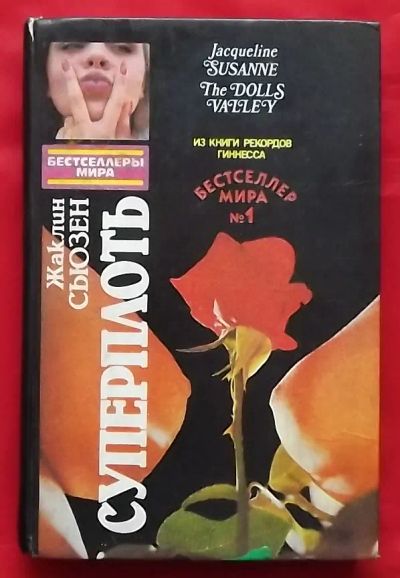 Jacqueline
SUSANNE
The DOLLS
VALLEY
ИЗ КНИГИ РЕКОРДОВ
ГИННЕССА
БЕСТСЕЛЛЕР
МИРА
№1
БЕСТСЕЛЛЕРЫ
МИРА
Жаклин
СЬЮЗЕН
СУПЕРПЛОТЬ